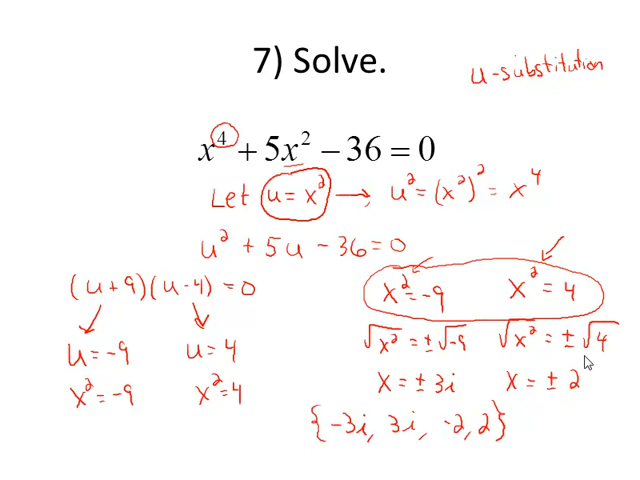 7) Solve.
u-substitution
x⁴ + 5x² − 36 = 0
Let u = x² → u² = (x²)² = x⁴
u² + 5u − 36 = 0
(u + 9)(u − 4) = 0
u = −9 u = 4
x² = −9 x² = 4
x² = −9 x² = 4
√x² = ±√−9 √x² = ±√4
x = ± 3i x = ± 2
{−3i, 3i, −2, 2}